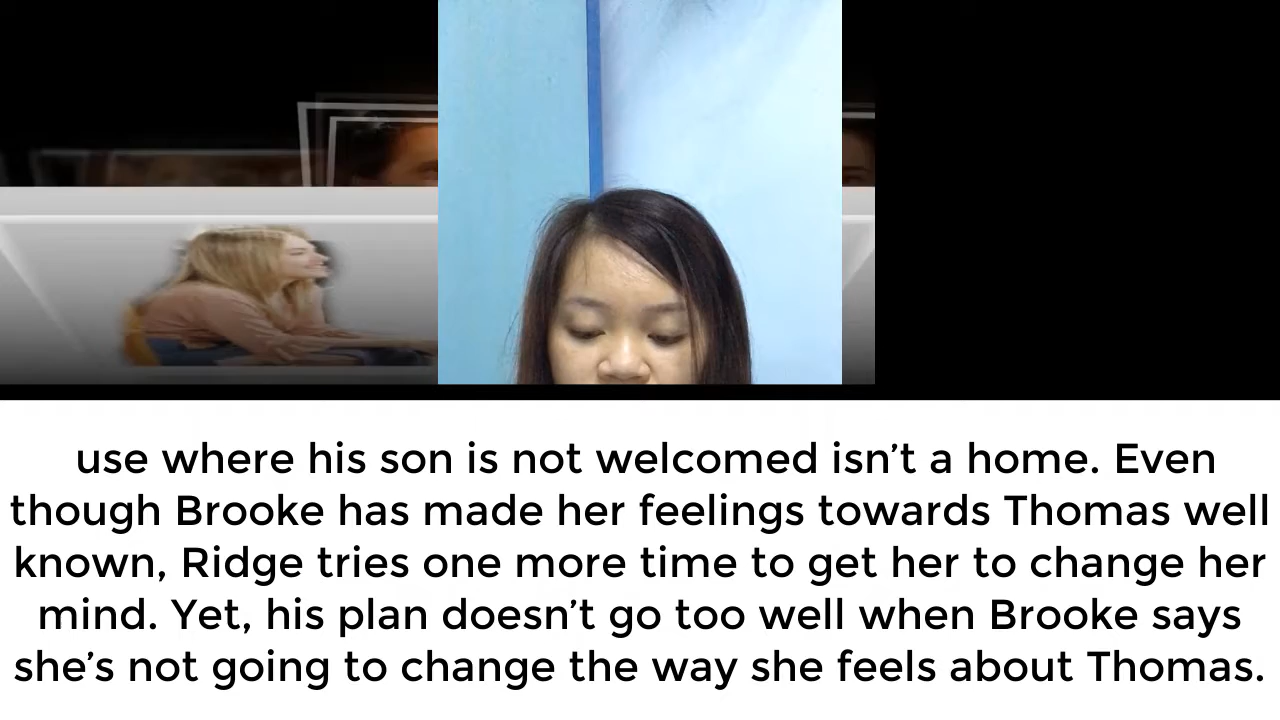 use where his son is not welcomed isn’t a home. Even
though Brooke has made her feelings towards Thomas well
known, Ridge tries one more time to get her to change her
mind. Yet, his plan doesn’t go too well when Brooke says
she’s not going to change the way she feels about Thomas.